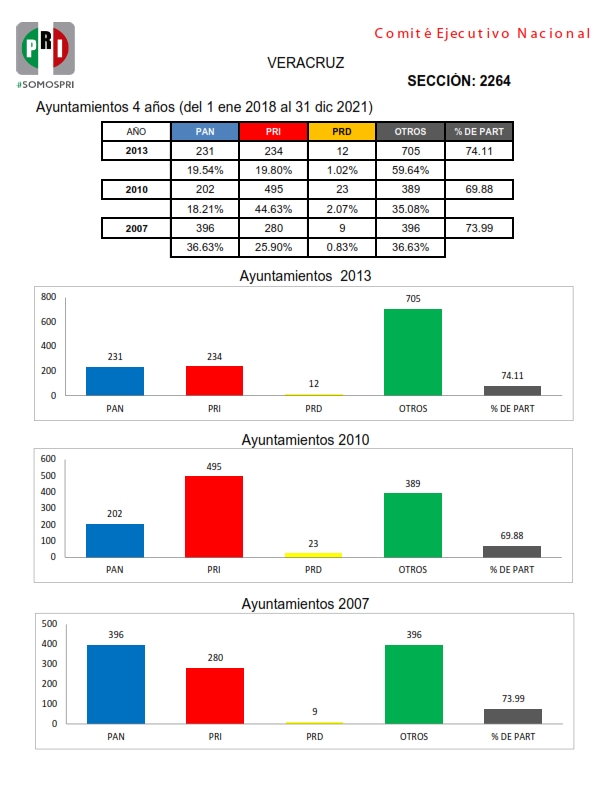 Comité Ejecutivo Nacional
PRI
#SOMOSPRI
VERACRUZ
SECCIÓN: 2264
Ayuntamientos 4 años (del 1 ene 2018 al 31 dic 2021)
AÑO PAN PRI PRD OTROS % DE PART
2013 231 234 12 705 74.11
19.54% 19.80% 1.02% 59.64%
2010 202 495 23 389 69.88
18.21% 44.63% 2.07% 35.08%
2007 396 280 9 396 73.99
36.63% 25.90% 0.83% 36.63%
Ayuntamientos 2013
800
705
600
400
231 234
200
12
74.11
0
PAN PRI PRD OTROS % DE PART
Ayuntamientos 2010
600
495
500
400
389
300
202
200
100
23
69.88
0
PAN PRI PRD OTROS % DE PART
Ayuntamientos 2007
500
396 396
400
280
300
200
100
9
73.99
0
PAN PRI PRD OTROS % DE PART